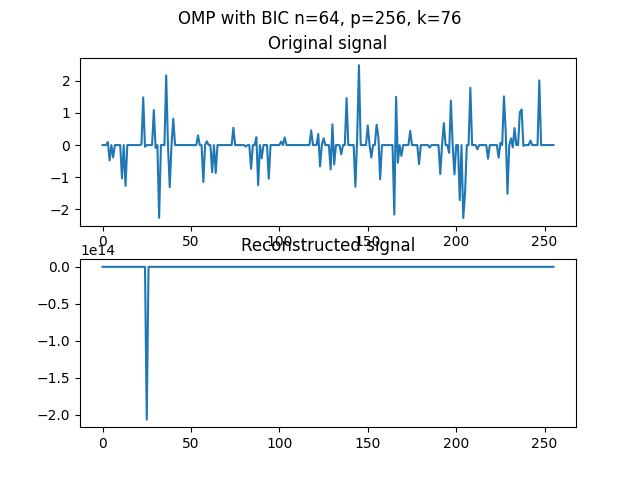 OMP with BIC n=64, p=256, k=76
Original signal
2
1
0
−1
−2
0 50 100 150 200 250
Reconstructed signal
1e14
0.0
−0.5
−1.0
−1.5
−2.0
0 50 100 150 200 250